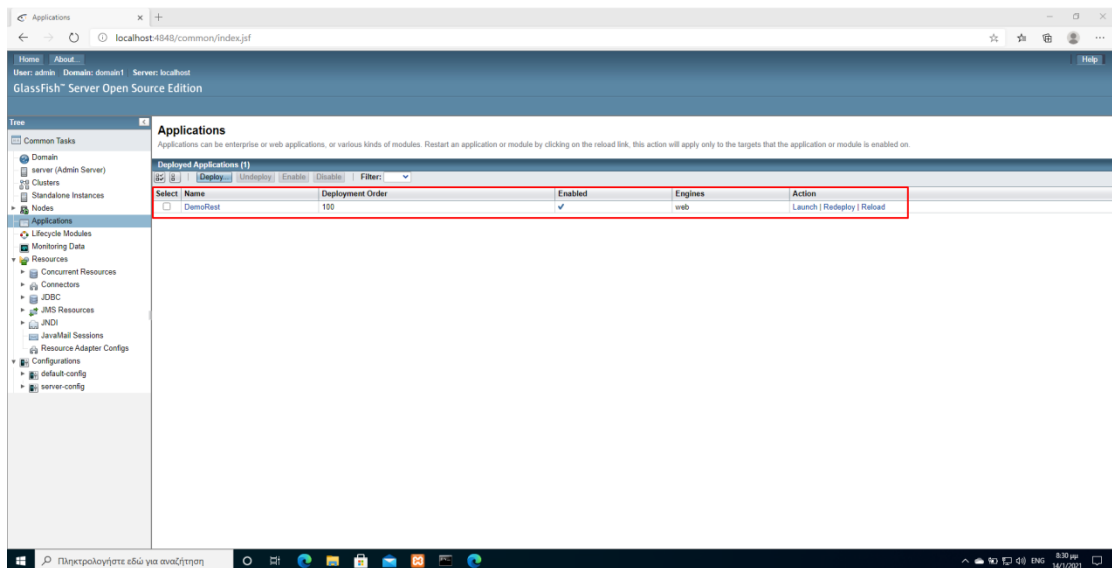 Applications
localhost:4848/common/index.jsf
Home About...
Help
User: admin Domain: domain1 Server: localhost
GlassFish™ Server Open Source Edition
Tree
Common Tasks
Domain
server (Admin Server)
Clusters
Standalone Instances
Nodes
Applications
Lifecycle Modules
Monitoring Data
Resources
Concurrent Resources
Connectors
JDBC
JMS Resources
JNDI
JavaMail Sessions
Resource Adapter Configs
Configurations
default-config
server-config
Applications
Applications can be enterprise or web applications, or various kinds of modules. Restart an application or module by clicking on the reload link, this action will apply only to the targets that the application or module is enabled on.
Deployed Applications (1)
Deploy... Undeploy Enable Disable Filter:
Select Name Deployment Order Enabled Engines Action
DemoRest 100 web Launch | Redeploy | Reload
Πληκτρολογήστε εδώ για αναζήτηση
ENG
8:30 μμ
14/1/2021